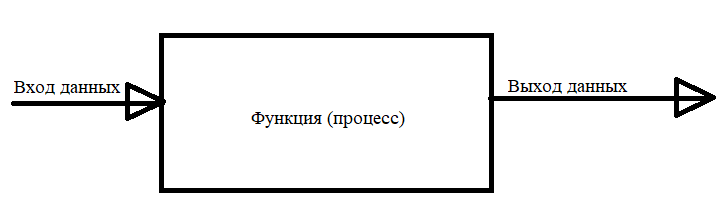 Вход данных
Функция (процесс)
Выход данных